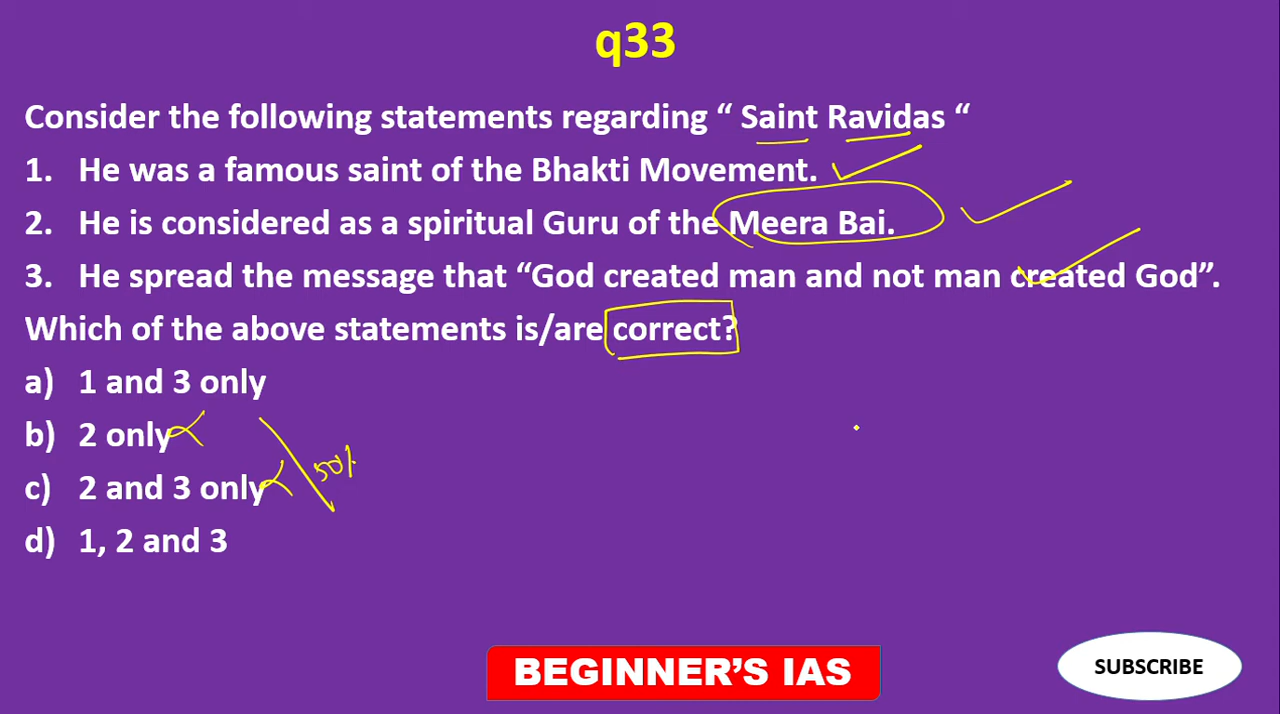 q33
Consider the following statements regarding “ Saint Ravidas “
1. He was a famous saint of the Bhakti Movement.
2. He is considered as a spiritual Guru of the Meera Bai.
3. He spread the message that “God created man and not man created God”.
Which of the above statements is/are correct?
a) 1 and 3 only
b) 2 only
c) 2 and 3 only
50%
d) 1, 2 and 3
BEGINNER’S IAS
SUBSCRIBE